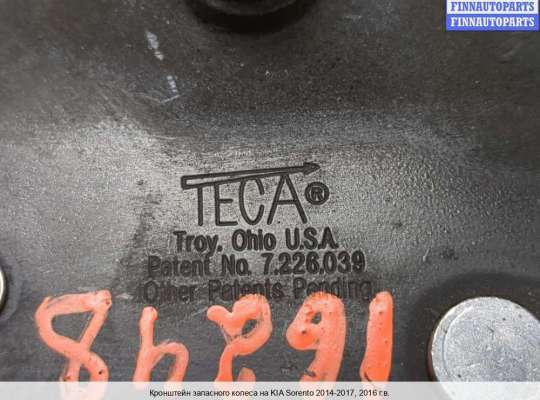 FINNAUTOPARTS
FINNAUTOPARTS
TECA®
Troy, Ohio U.S.A.
Patent No. 7,226,039
Other Patents Pending
16298
Кронштейн запасного колеса на KIA Sorento 2014-2017, 2016 г.в.